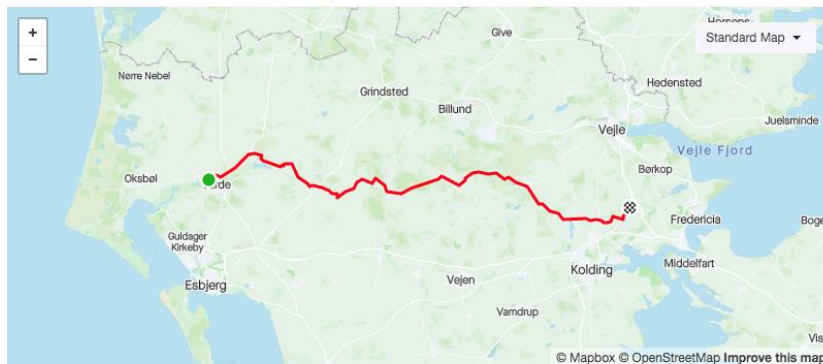 +
−
Standard Map
Horsens
Give
Nørre Nebel
Hedensted
Grindsted
Billund
Juelsminde
Vejle
Vejle Fjord
Børkop
Oksbøl
Fredericia
Guldager
Kirkeby
Kolding
Middelfart
Vejen
Esbjerg
Vamdrup
© Mapbox © OpenStreetMap Improve this map